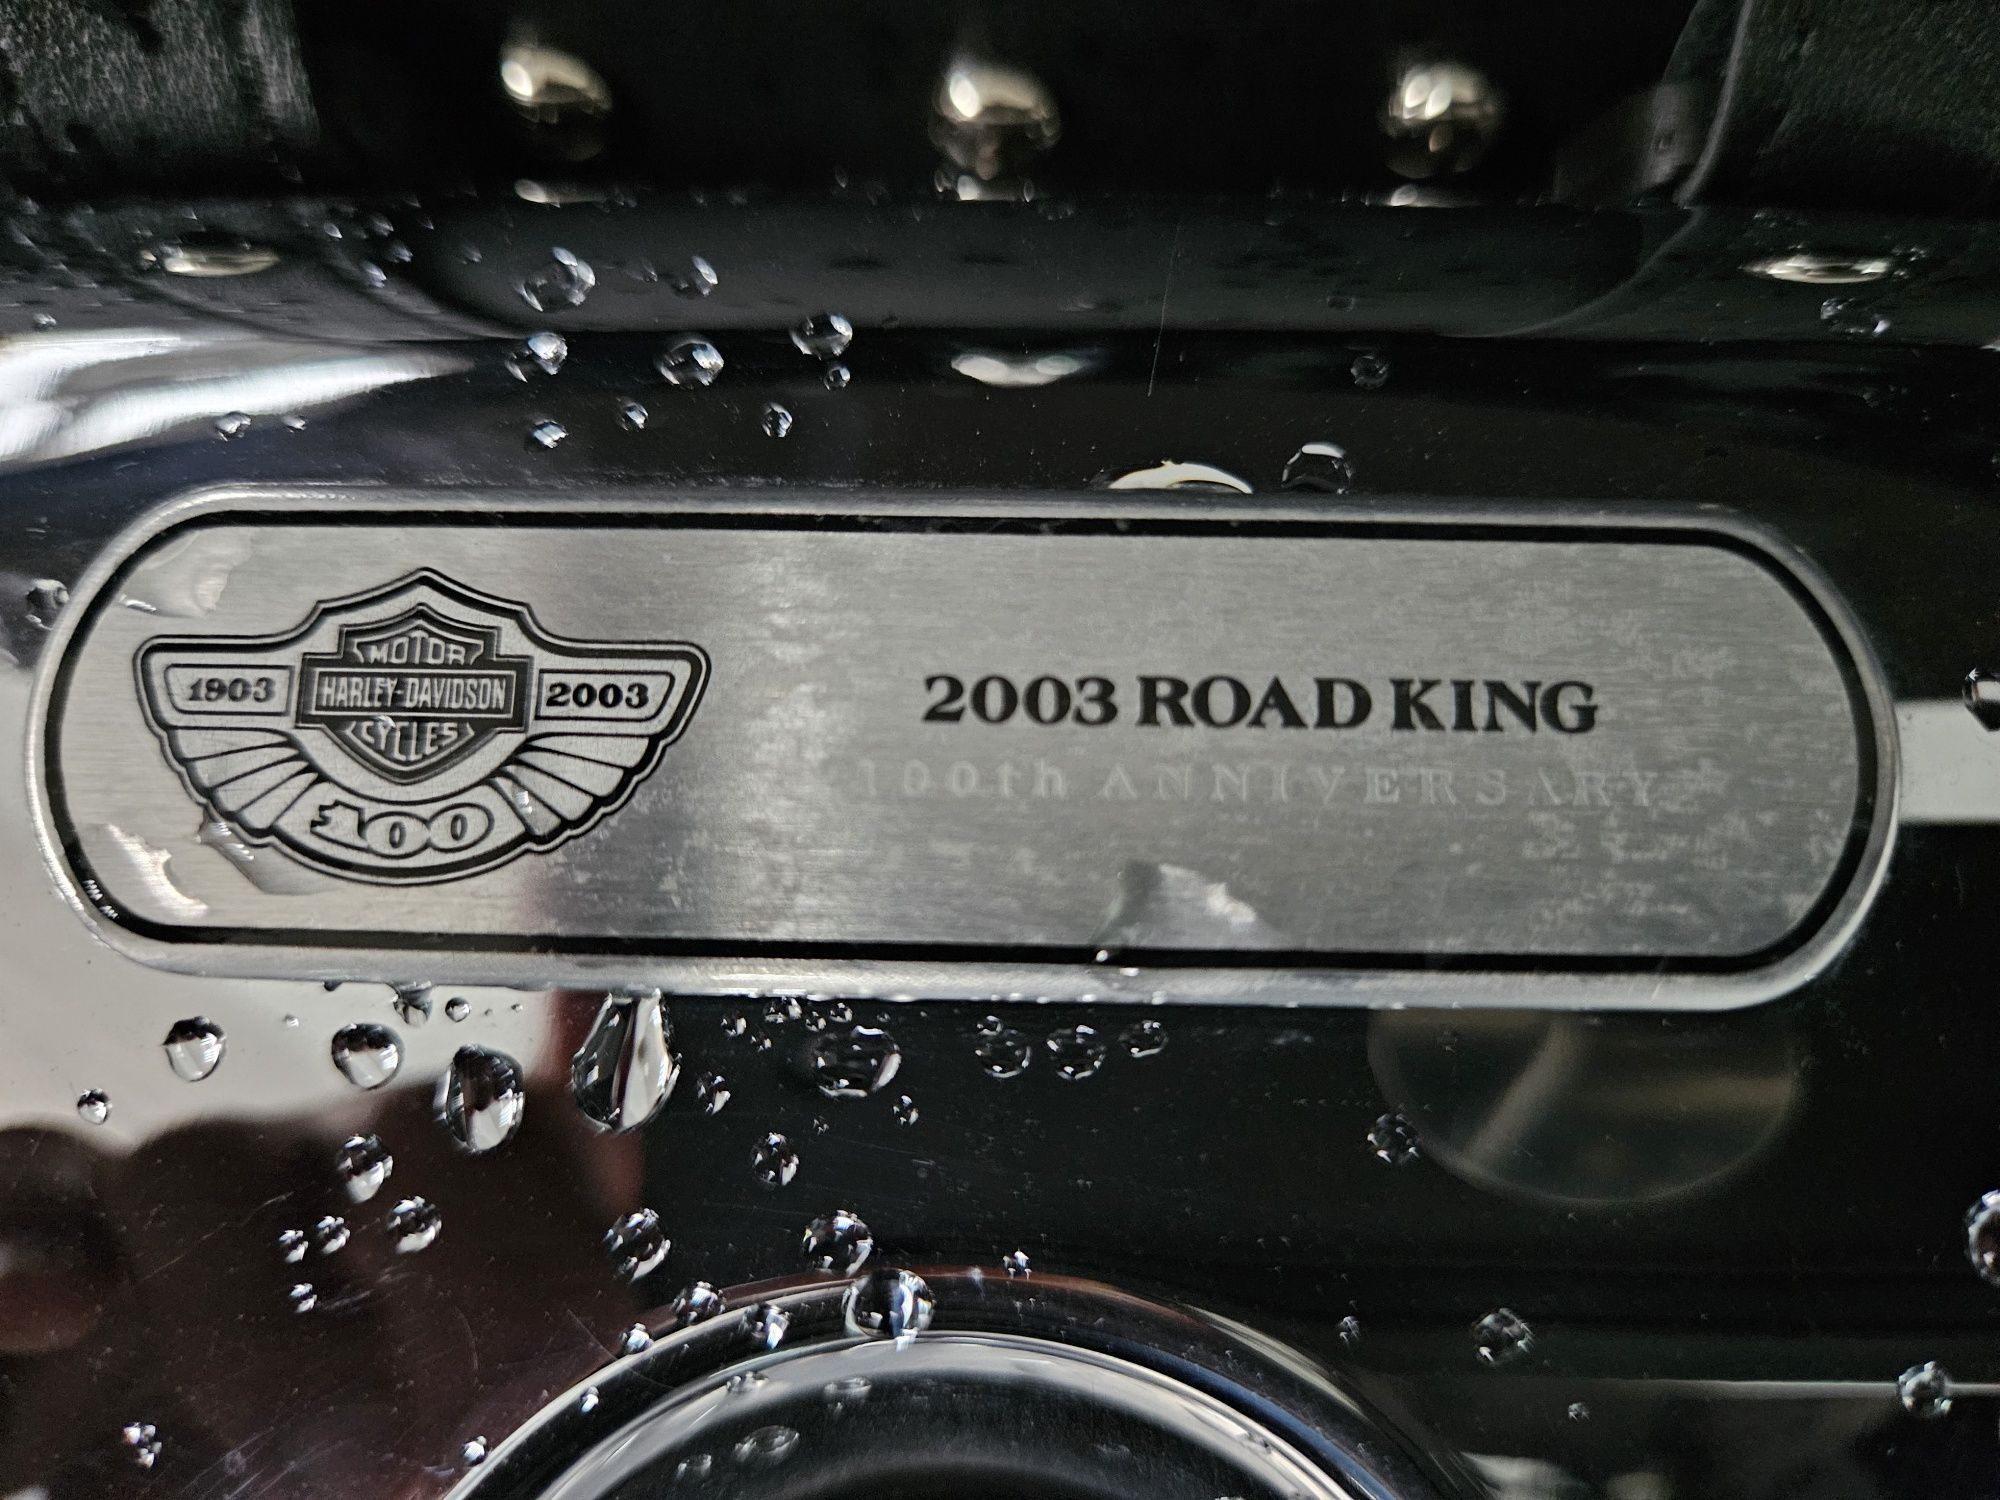 MOTOR
1903 HARLEY-DAVIDSON 2003
CYCLES
100
2003 ROAD KING
100th ANNIVERSARY